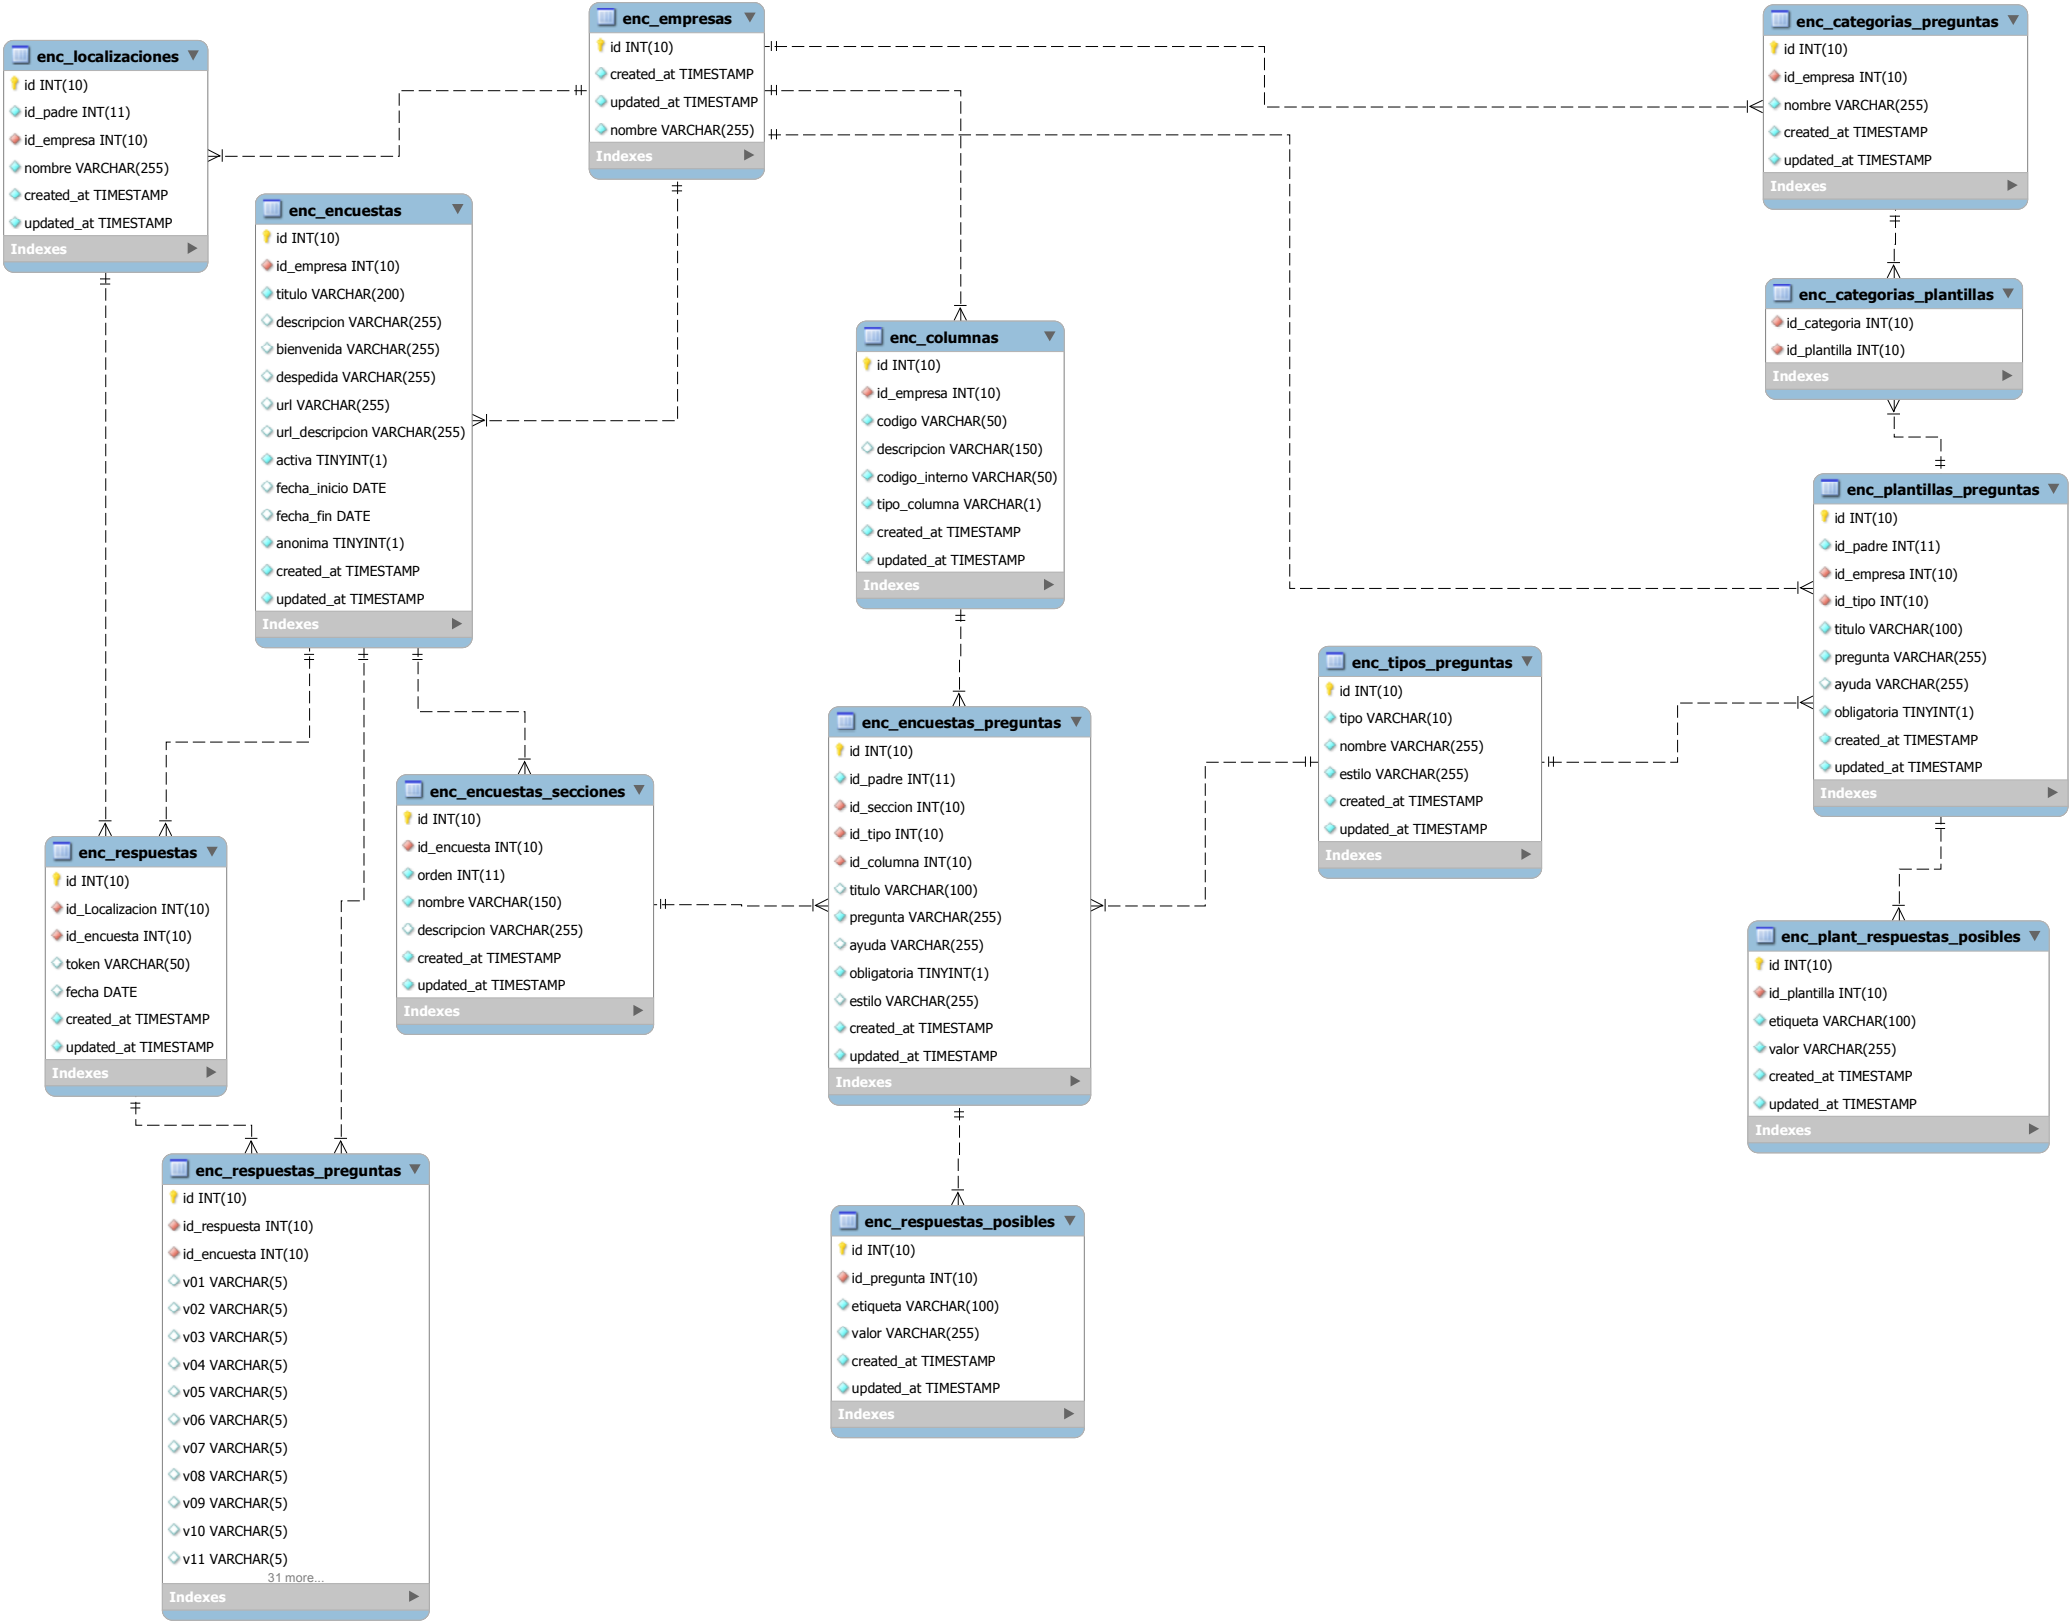 enc_empresas
id INT(10)
created_at TIMESTAMP
updated_at TIMESTAMP
nombre VARCHAR(255)
Indexes
enc_categorias_preguntas
id INT(10)
id_empresa INT(10)
nombre VARCHAR(255)
created_at TIMESTAMP
updated_at TIMESTAMP
Indexes
enc_localizaciones
id INT(10)
id_padre INT(11)
id_empresa INT(10)
nombre VARCHAR(255)
created_at TIMESTAMP
updated_at TIMESTAMP
Indexes
enc_encuestas
id INT(10)
id_empresa INT(10)
titulo VARCHAR(200)
descripcion VARCHAR(255)
bienvenida VARCHAR(255)
despedida VARCHAR(255)
url VARCHAR(255)
url_descripcion VARCHAR(255)
activa TINYINT(1)
fecha_inicio DATE
fecha_fin DATE
anonima TINYINT(1)
created_at TIMESTAMP
updated_at TIMESTAMP
Indexes
enc_categorias_plantillas
id_categoria INT(10)
id_plantilla INT(10)
Indexes
enc_columnas
id INT(10)
id_empresa INT(10)
codigo VARCHAR(50)
descripcion VARCHAR(150)
codigo_interno VARCHAR(50)
tipo_columna VARCHAR(1)
created_at TIMESTAMP
updated_at TIMESTAMP
Indexes
enc_plantillas_preguntas
id INT(10)
id_padre INT(11)
id_empresa INT(10)
id_tipo INT(10)
titulo VARCHAR(100)
pregunta VARCHAR(255)
ayuda VARCHAR(255)
obligatoria TINYINT(1)
created_at TIMESTAMP
updated_at TIMESTAMP
Indexes
enc_tipos_preguntas
id INT(10)
tipo VARCHAR(10)
nombre VARCHAR(255)
estilo VARCHAR(255)
created_at TIMESTAMP
updated_at TIMESTAMP
Indexes
enc_encuestas_preguntas
id INT(10)
id_padre INT(11)
id_seccion INT(10)
id_tipo INT(10)
id_columna INT(10)
titulo VARCHAR(100)
pregunta VARCHAR(255)
ayuda VARCHAR(255)
obligatoria TINYINT(1)
estilo VARCHAR(255)
created_at TIMESTAMP
updated_at TIMESTAMP
Indexes
enc_encuestas_secciones
id INT(10)
id_encuesta INT(10)
orden INT(11)
nombre VARCHAR(150)
descripcion VARCHAR(255)
created_at TIMESTAMP
updated_at TIMESTAMP
Indexes
enc_respuestas
id INT(10)
id_Localizacion INT(10)
id_encuesta INT(10)
token VARCHAR(50)
fecha DATE
created_at TIMESTAMP
updated_at TIMESTAMP
Indexes
enc_plant_respuestas_posibles
id INT(10)
id_plantilla INT(10)
etiqueta VARCHAR(100)
valor VARCHAR(255)
created_at TIMESTAMP
updated_at TIMESTAMP
Indexes
enc_respuestas_preguntas
id INT(10)
id_respuesta INT(10)
id_encuesta INT(10)
v01 VARCHAR(5)
v02 VARCHAR(5)
v03 VARCHAR(5)
v04 VARCHAR(5)
v05 VARCHAR(5)
v06 VARCHAR(5)
v07 VARCHAR(5)
v08 VARCHAR(5)
v09 VARCHAR(5)
v10 VARCHAR(5)
v11 VARCHAR(5)
31 more...
Indexes
enc_respuestas_posibles
id INT(10)
id_pregunta INT(10)
etiqueta VARCHAR(100)
valor VARCHAR(255)
created_at TIMESTAMP
updated_at TIMESTAMP
Indexes